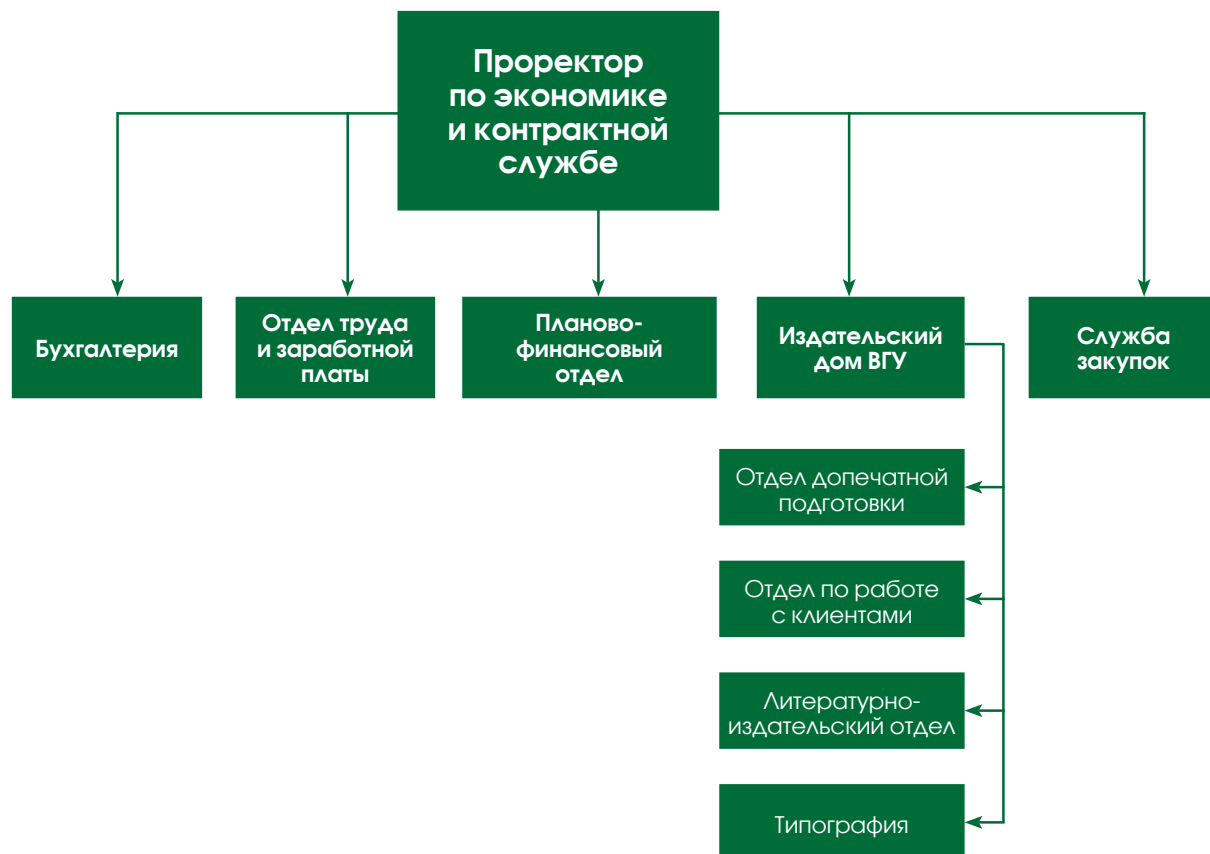 Проректор
по экономике
и контрактной
службе
Бухгалтерия
Отдел труда
и заработной
платы
Планово-
финансовый
отдел
Издательский
дом ВГУ
Служба
закупок
Отдел допечатной
подготовки
Отдел по работе
с клиентами
Литературно-
издательский отдел
Типография